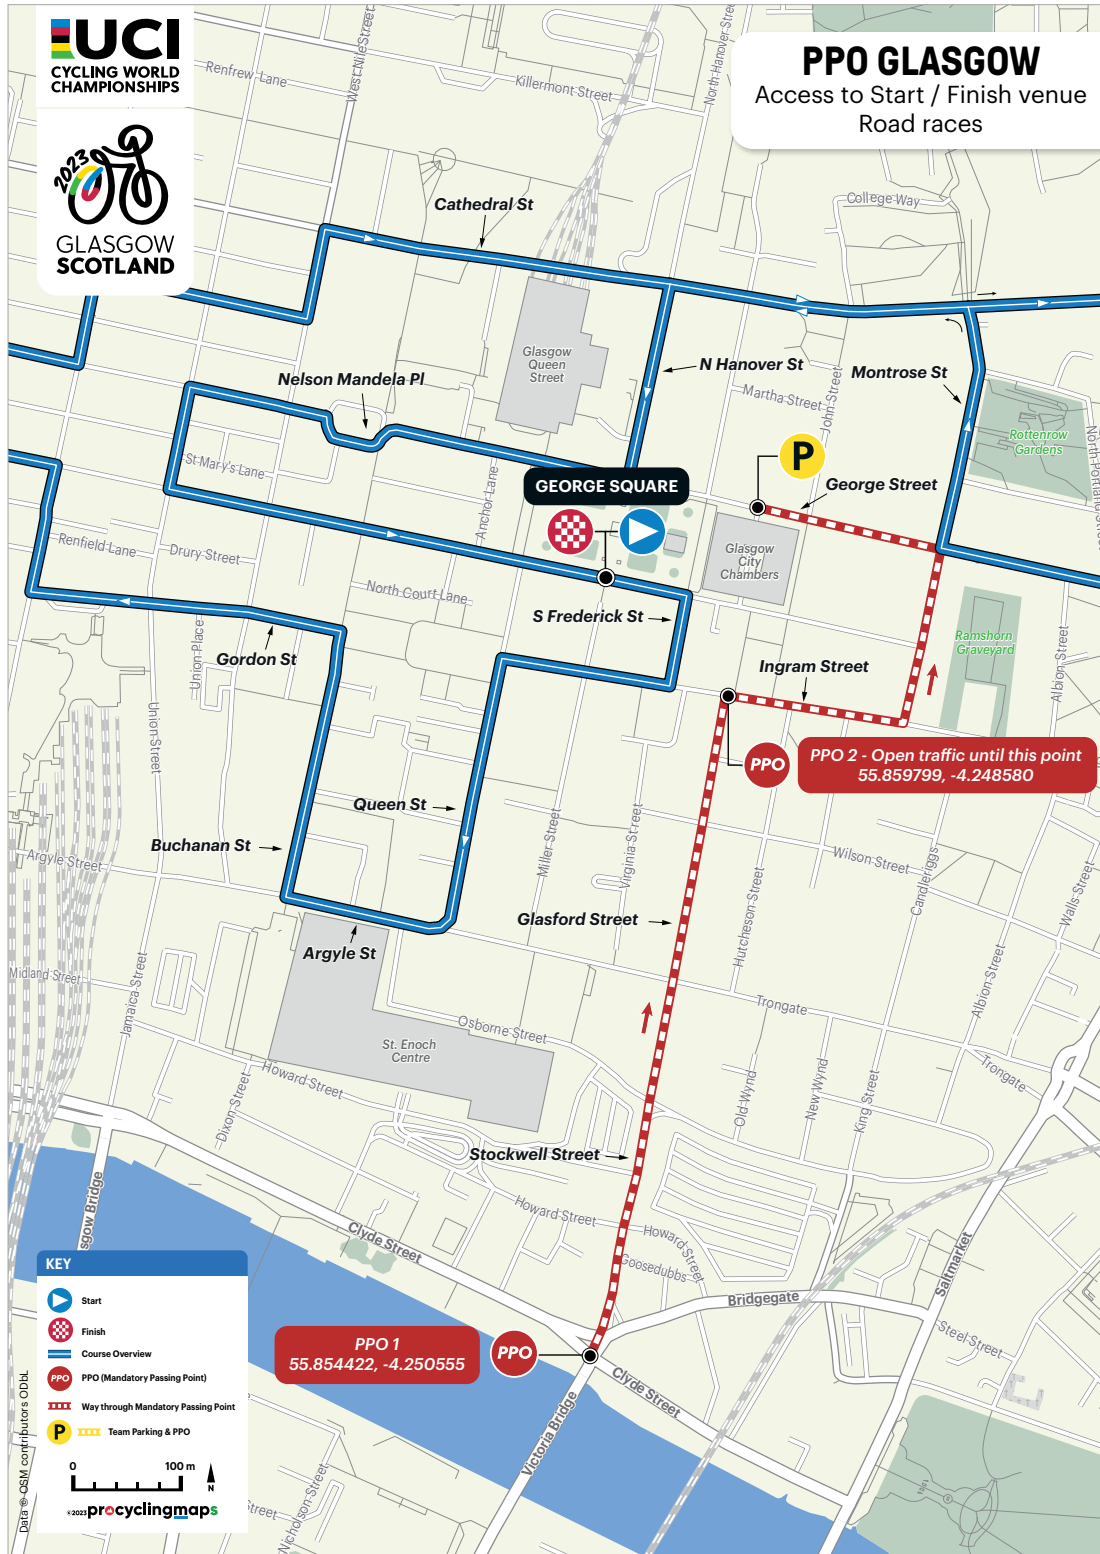 UCI
CYCLING WORLD
CHAMPIONSHIPS
2023
GLASGOW
SCOTLAND
PPO GLASGOW
Access to Start / Finish venue
Road races
Renfrew Lane
West Nile Street
Killermont Street
North Hanover Street
College Way
Cathedral St
Glasgow
Queen
Street
N Hanover St
Montrose St
Martha Street
John Street
Nelson Mandela Pl
Rottenrow
Gardens
St Mary's Lane
Anchor Lane
P
George Street
GEORGE SQUARE
Renfield Lane
Drury Street
North Court Lane
Glasgow
City
Chambers
S Frederick St
Ramshorn
Graveyard
Albion Street
Gordon St
Union Place
Union Street
Ingram Street
PPO
PPO 2 - Open traffic until this point
55.859799, -4.248580
Queen St
Buchanan St
Argyle Street
Miller Street
Virginia Street
Wilson Street
Candleriggs
Walls Street
Hutcheson Street
Glasford Street
Argyle St
Midland Street
Jamaica Street
Trongate
Albion Street
Osborne Street
St. Enoch
Centre
Howard Street
Dixon Street
Old Wynd
New Wynd
King Street
Trongate
Stockwell Street
Howard Street
Howard Street
Goosedubbs
Clyde Street
sgow Bridge
Saltmarket
Bridgegate
Steel Street
PPO 1
55.854422, -4.250555
PPO
Clyde Street
Victoria Bridge
Nicholson Street
Street
KEY
Start
Finish
Course Overview
PPO
PPO (Mandatory Passing Point)
Way through Mandatory Passing Point
P
Team Parking & PPO
0 100 m
N
©2023 procyclingmaps
Data © OSM contributors ODbL